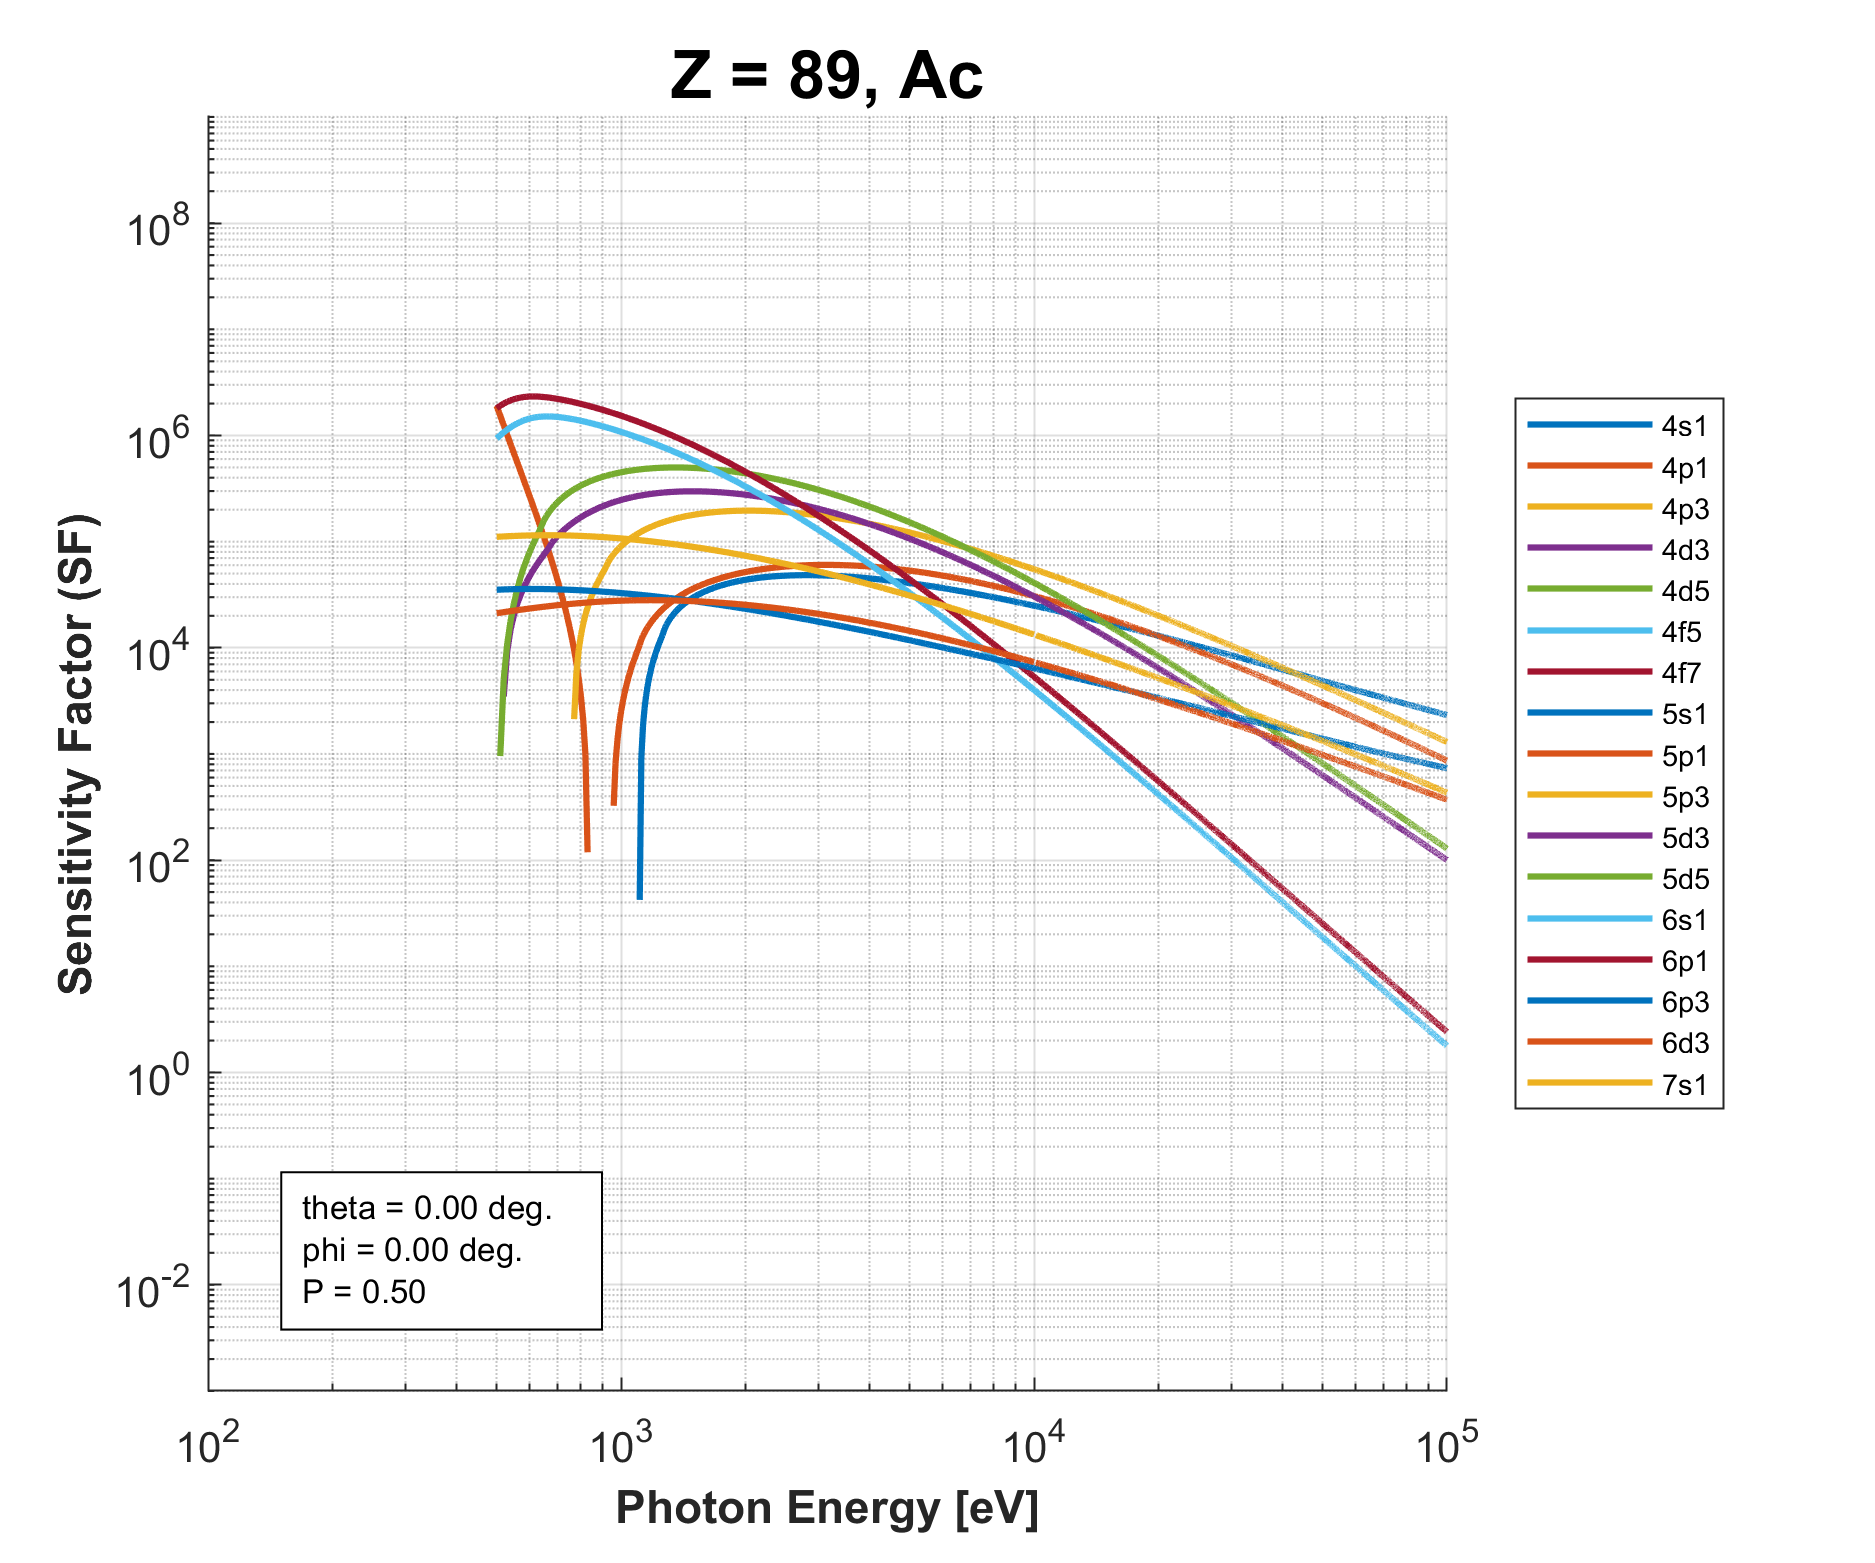 Z = 89, Ac
Sensitivity Factor (SF)
10^8
10^6
10^4
10^2
10^0
10^-2
10^2
10^3
10^4
10^5
Photon Energy [eV]
theta = 0.00 deg.
phi = 0.00 deg.
P = 0.50
4s1
4p1
4p3
4d3
4d5
4f5
4f7
5s1
5p1
5p3
5d3
5d5
6s1
6p1
6p3
6d3
7s1